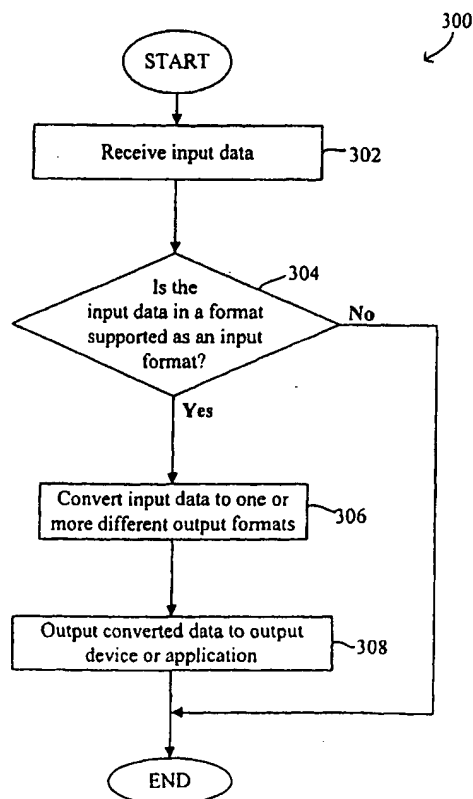 300
START
Receive input data
302
304
Is the
input data in a format
supported as an input
format?
No
Yes
Convert input data to one or
more different output formats
306
Output converted data to output
device or application
308
END